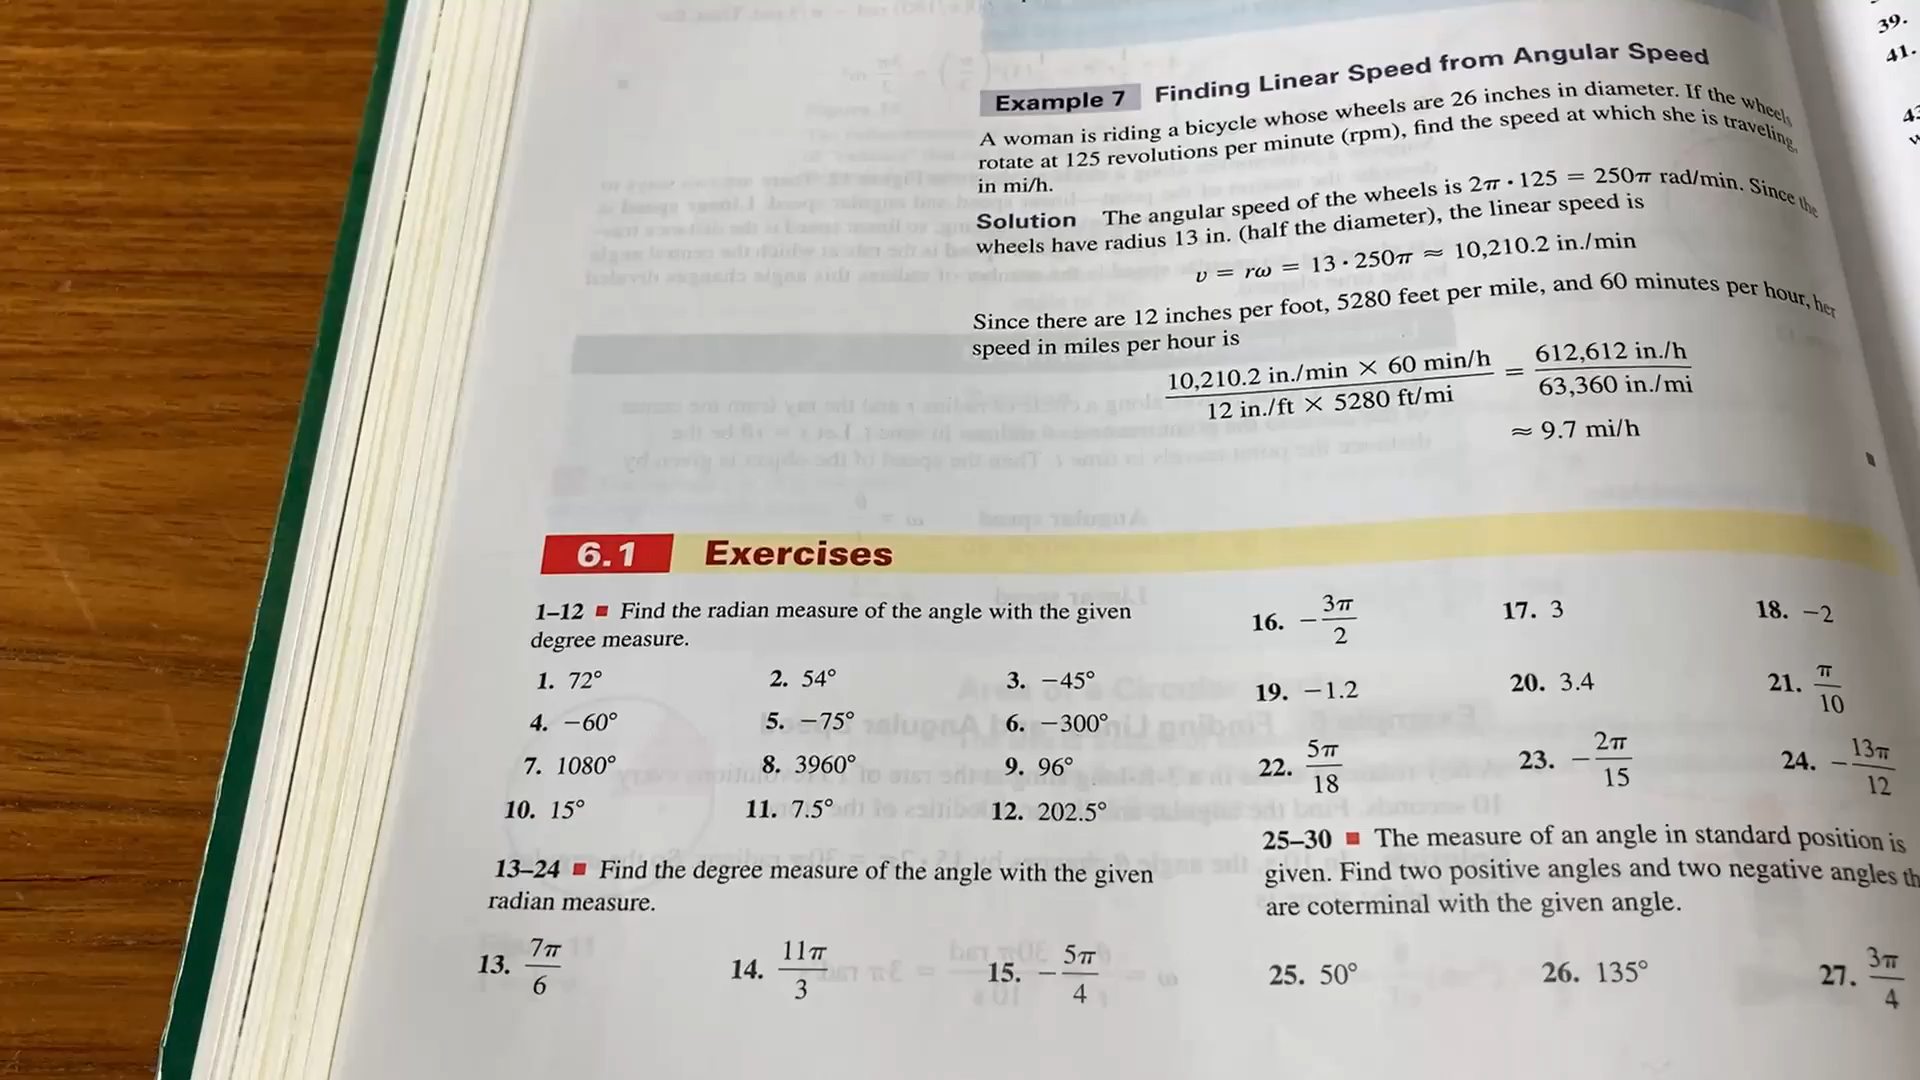 Example 7 Finding Linear Speed from Angular Speed
A woman is riding a bicycle whose wheels are 26 inches in diameter. If the wheels
rotate at 125 revolutions per minute (rpm), find the speed at which she is traveling,
in mi/h.
Solution The angular speed of the wheels is 2π · 125 = 250π rad/min. Since the
wheels have radius 13 in. (half the diameter), the linear speed is
v = rω = 13 · 250π ≈ 10,210.2 in./min
Since there are 12 inches per foot, 5280 feet per mile, and 60 minutes per hour, her
speed in miles per hour is
10,210.2 in./min × 60 min/h / 12 in./ft × 5280 ft/mi = 612,612 in./h / 63,360 in./mi
≈ 9.7 mi/h
6.1 Exercises
1–12 ■ Find the radian measure of the angle with the given
degree measure.
1. 72° 2. 54° 3. −45°
4. −60° 5. −75° 6. −300°
7. 1080° 8. 3960° 9. 96°
10. 15° 11. 7.5° 12. 202.5°
13–24 ■ Find the degree measure of the angle with the given
radian measure.
13. 7π/6 14. 11π/3 15. −5π/4
16. −3π/2 17. 3 18. −2
19. −1.2 20. 3.4 21. π/10
22. 5π/18 23. −2π/15 24. −13π/12
25–30 ■ The measure of an angle in standard position is
given. Find two positive angles and two negative angles
are coterminal with the given angle.
25. 50° 26. 135° 27. 3π/4
39.
41.